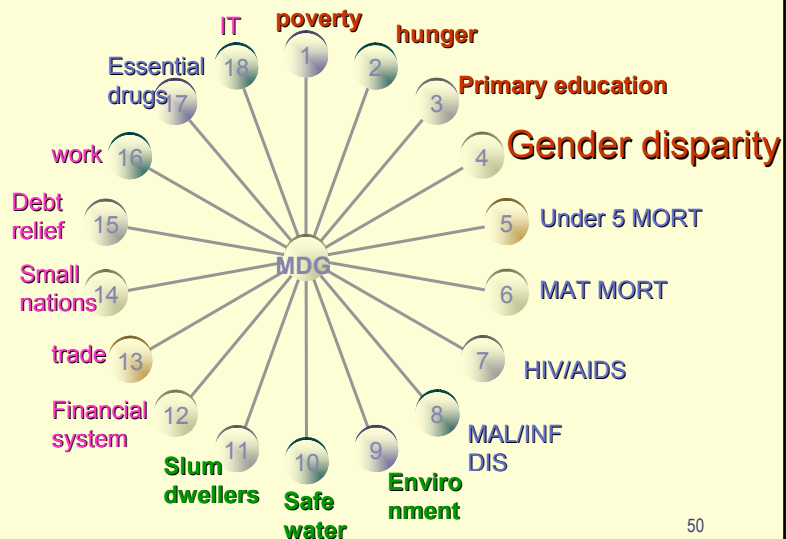 IT
18
poverty
1
hunger
2
Primary education
3
Gender disparity
4
Under 5 MORT
5
MAT MORT
6
HIV/AIDS
7
MAL/INF
DIS
8
Enviro
nment
9
Safe
water
10
Slum
dwellers
11
Financial
system
12
trade
13
Small
nations
14
Debt
relief
15
work
16
Essential
drugs
17
MDG
50